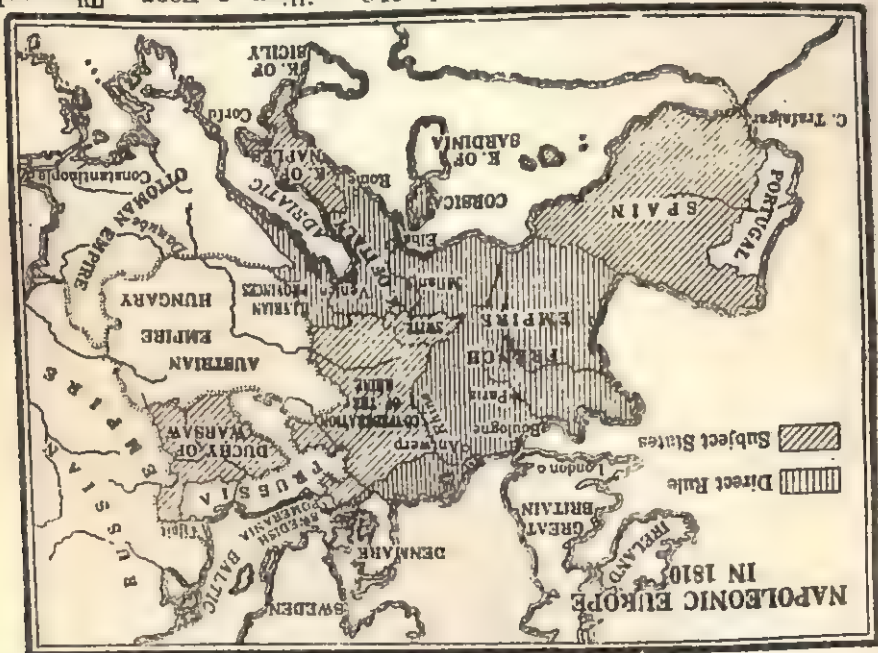 NAPOLEONIC EUROPE
IN 1810
Direct Rule
Subject States
IRELAND
GREAT
BRITAIN
London
SWEDEN
BALTIC
DENMARK
SWEDISH
POMERANIA
Tilsit
RUSSIAN EMPIRE
PRUSSIA
DUCHY OF
WARSAW
Boulogne
Antwerp
Paris
Rhine
CONFEDERATION
OF THE
RHINE
FRENCH
EMPIRE
SWITZ
AUSTRIAN
EMPIRE
HUNGARY
ILLYRIAN
PROVINCES
Milan
Venice
K. OF ITALY
Elba
Danube
OTTOMAN EMPIRE
Constantinople
PORTUGAL
SPAIN
CORSICA
Rome
ADRIATIC
K. OF
SARDINIA
K. OF
NAPLES
Corfu
C. Trafalgar
K. OF
SICILY